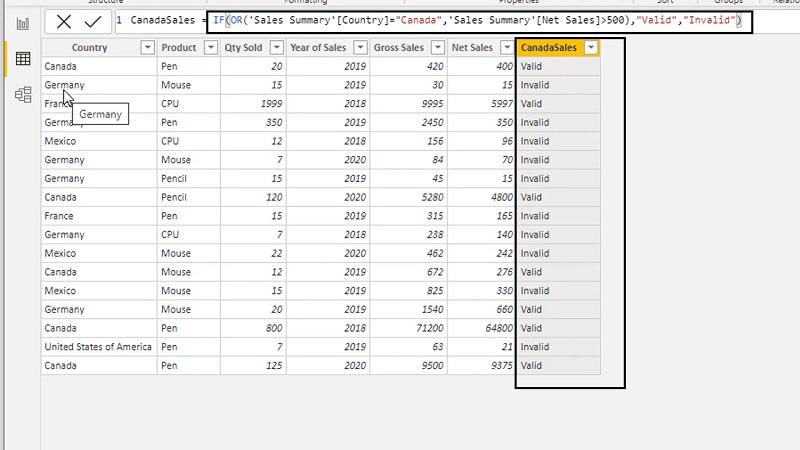 Structure Formatting Properties Sort Groups
1 CanadaSales = IF(OR('Sales Summary'[Country]="Canada",'Sales Summary'[Net Sales]>500),"Valid","Invalid")
Country Product Qty Sold Year of Sales Gross Sales Net Sales CanadaSales
Canada Pen 20 2019 420 400 Valid
Germany Mouse 15 2019 30 15 Invalid
CPU 1999 2018 9995 5997 Valid
Pen 350 2019 2450 350 Invalid
Germany
Mexico CPU 12 2018 156 96 Invalid
Germany Mouse 7 2020 84 70 Invalid
Germany Pencil 15 2019 45 15 Invalid
Canada Pencil 120 2020 5280 4800 Valid
France Pen 15 2019 315 165 Invalid
Germany CPU 7 2018 238 140 Invalid
Mexico Mouse 22 2020 462 242 Invalid
Canada Mouse 12 2019 672 276 Valid
Mexico Mouse 15 2019 825 330 Invalid
Germany Mouse 20 2019 1540 660 Valid
Canada Pen 800 2018 71200 64800 Valid
United States of America Pen 7 2019 63 21 Invalid
Canada Pen 125 2020 9500 9375 Valid